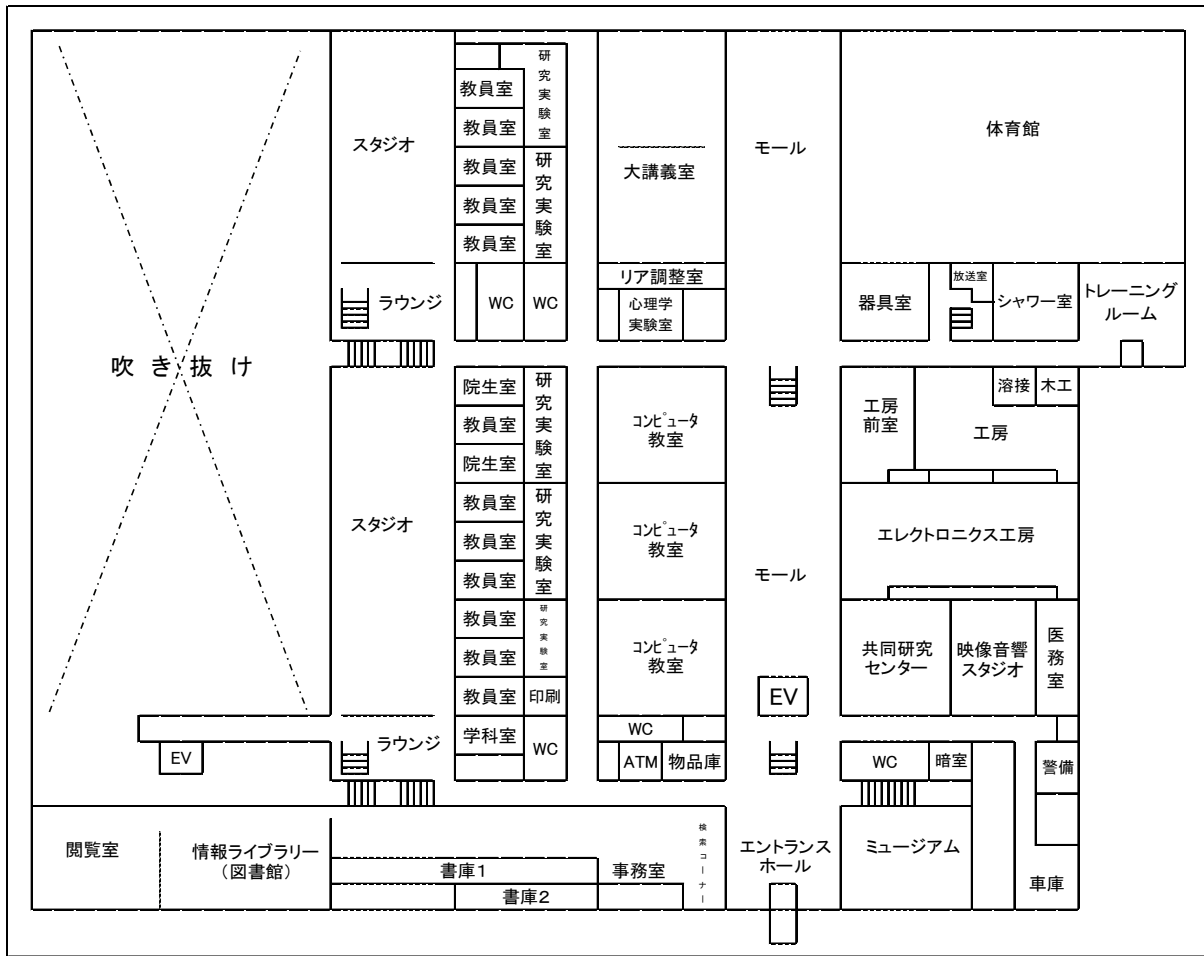 研究実験室
教員室
教員室
スタジオ
教員室
教員室
教員室
研究実験室
大講義室
モール
体育館
リア調整室
ラウンジ
WC
WC
心理学
実験室
器具室
放送室
シャワー室
トレーニング
ルーム
吹き抜け
院生室
教員室
院生室
研究実験室
コンピュータ
教室
工房
前室
工房
溶接
木工
スタジオ
教員室
教員室
教員室
研究実験室
コンピュータ
教室
モール
エレクトロニクス工房
教員室
教員室
教員室
研究実験室
印刷
コンピュータ
教室
EV
共同研究
センター
映像音響
スタジオ
医務室
EV
ラウンジ
学科室
WC
WC
ATM
物品庫
WC
暗室
警備
閲覧室
情報ライブラリー
(図書館)
書庫1
書庫2
事務室
検索コーナー
エントランス
ホール
ミュージアム
車庫